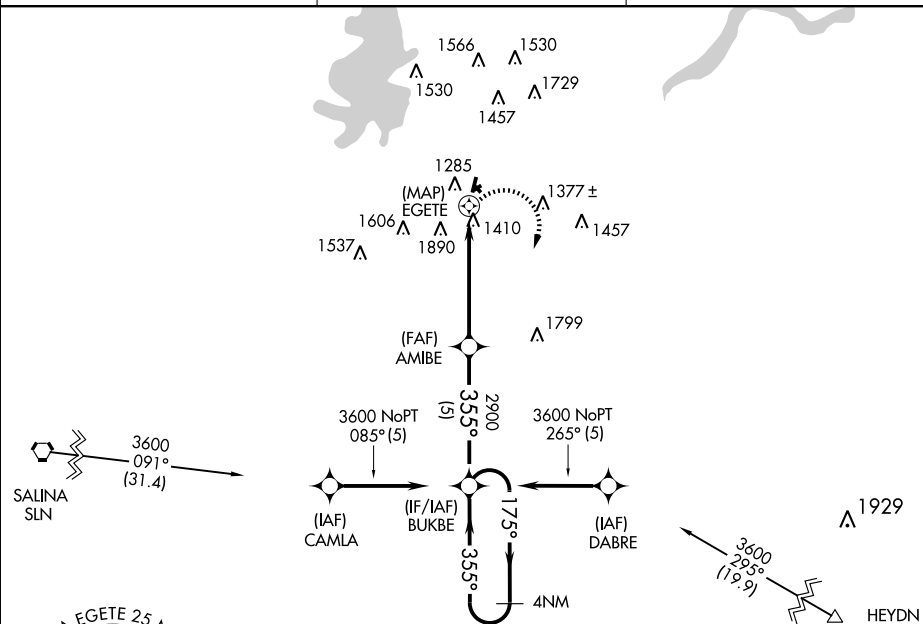 1566
1530
1530
1729
1457
1285
(MAP)
EGETE
1377 ±
1606
1410
1457
1537
1890
(FAF)
AMIBE
1799
2900
355°
(5)
3600 NoPT
085° (5)
3600 NoPT
265° (5)
3600
091°
(31.4)
SALINA
SLN
(IAF)
CAMLA
(IF/IAF)
BUKBE
175°
(IAF)
DABRE
1929
355°
3600
295°
(19.9)
4NM
HEYDN
EGETE 25